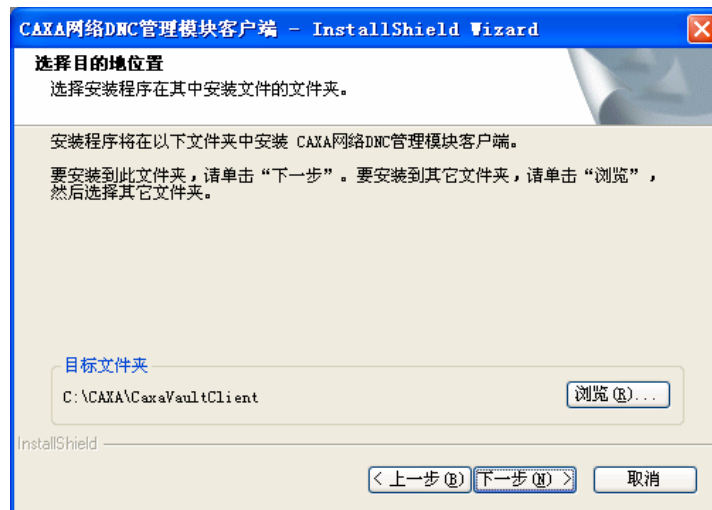 CAXA网络DNC管理模块客户端 - InstallShield Wizard
选择目的地位置
选择安装程序在其中安装文件的文件夹。
安装程序将在以下文件夹中安装 CAXA网络DNC管理模块客户端。
要安装到此文件夹，请单击“下一步”。要安装到其它文件夹，请单击“浏览”，
然后选择其它文件夹。
目标文件夹
C:\CAXA\CaxaVaultClient
浏览(R)...
InstallShield
< 上一步(B) 下一步(N) > 取消